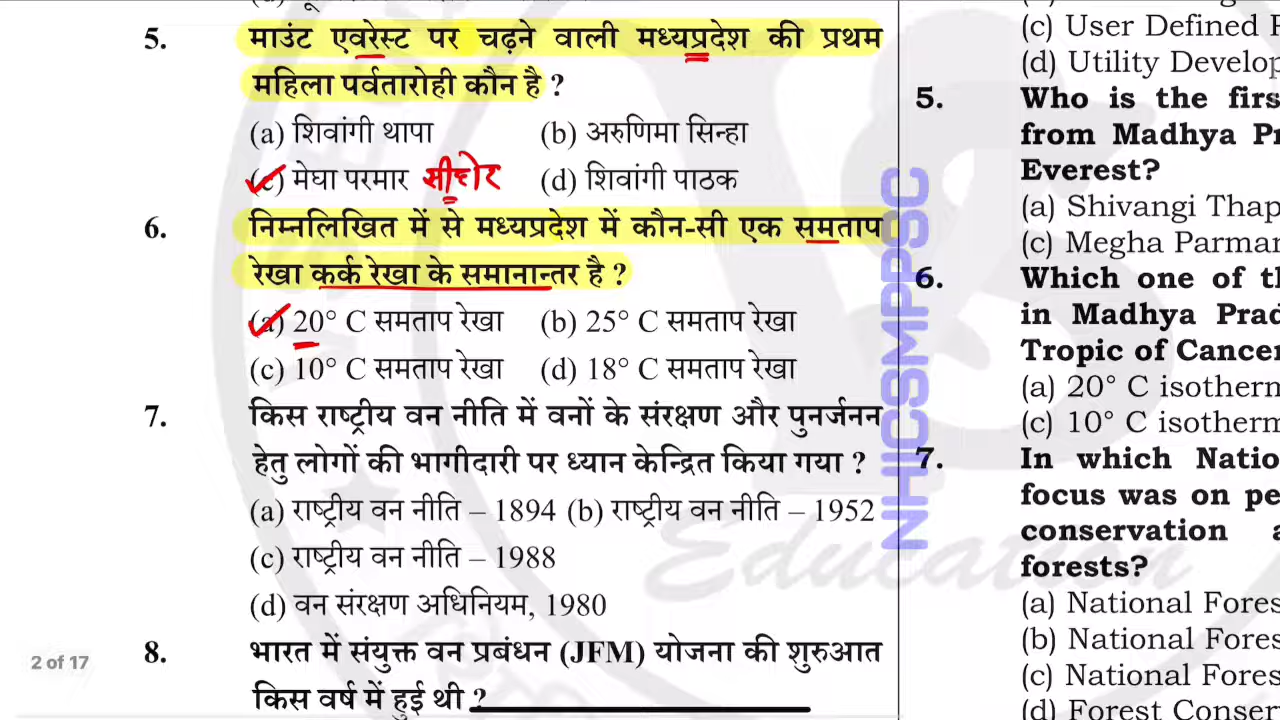 5. माउंट एवरेस्ट पर चढ़ने वाली मध्यप्रदेश की प्रथम
महिला पर्वतारोही कौन है ?
(a) शिवांगी थापा (b) अरुणिमा सिन्हा
(c) मेघा परमार सीहोर (d) शिवांगी पाठक
6. निम्नलिखित में से मध्यप्रदेश में कौन-सी एक समताप
रेखा कर्क रेखा के समानान्तर है ?
(a) 20° C समताप रेखा (b) 25° C समताप रेखा
(c) 10° C समताप रेखा (d) 18° C समताप रेखा
7. किस राष्ट्रीय वन नीति में वनों के संरक्षण और पुनर्जनन
हेतु लोगों की भागीदारी पर ध्यान केन्द्रित किया गया ?
(a) राष्ट्रीय वन नीति – 1894 (b) राष्ट्रीय वन नीति – 1952
(c) राष्ट्रीय वन नीति – 1988
(d) वन संरक्षण अधिनियम, 1980
8. भारत में संयुक्त वन प्रबंधन (JFM) योजना की शुरुआत
किस वर्ष में हुई थी ?
2 of 17
NHICSMPPSC
Education
(c) User Defined
(d) Utility Develop
5. Who is the firs
from Madhya Pr
Everest?
(a) Shivangi Thap
(c) Megha Parmar
6. Which one of th
in Madhya Prad
Tropic of Cancer
(a) 20° C isotherm
(c) 10° C isotherm
7. In which Natio
focus was on pe
conservation a
forests?
(a) National Fores
(b) National Fores
(c) National Fores
(d) Forest Conser